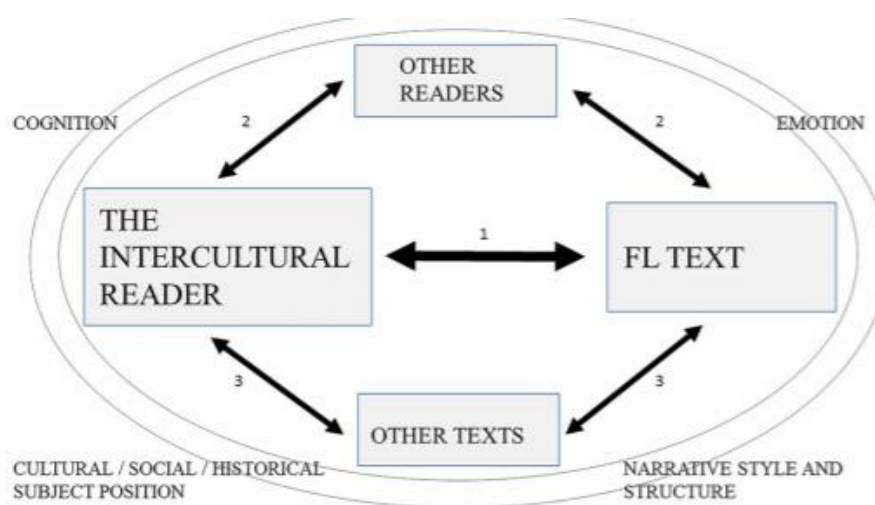 OTHER
READERS
COGNITION
2
2
EMOTION
THE
INTERCULTURAL
READER
1
FL TEXT
3
3
OTHER TEXTS
CULTURAL / SOCIAL / HISTORICAL
SUBJECT POSITION
NARRATIVE STYLE AND
STRUCTURE